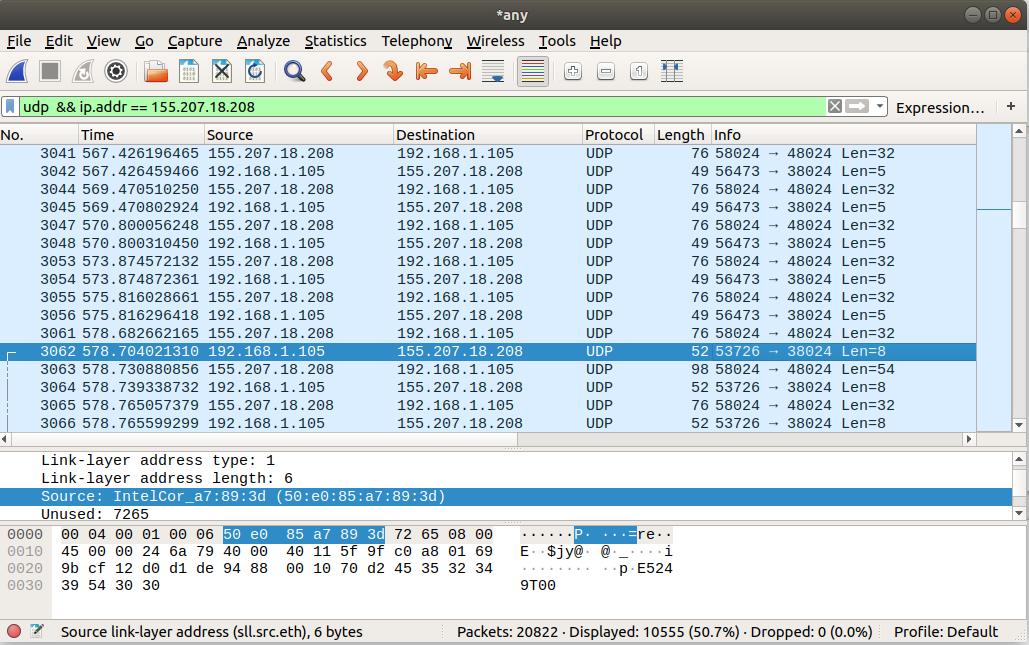 *any
File Edit View Go Capture Analyze Statistics Telephony Wireless Tools Help
udp && ip.addr == 155.207.18.208 Expression… +
No. Time Source Destination Protocol Length Info
3041 567.426196465 155.207.18.208 192.168.1.105 UDP 76 58024 → 48024 Len=32
3042 567.426459466 192.168.1.105 155.207.18.208 UDP 49 56473 → 38024 Len=5
3044 569.470510250 155.207.18.208 192.168.1.105 UDP 76 58024 → 48024 Len=32
3045 569.470802924 192.168.1.105 155.207.18.208 UDP 49 56473 → 38024 Len=5
3047 570.800056248 155.207.18.208 192.168.1.105 UDP 76 58024 → 48024 Len=32
3048 570.800310450 192.168.1.105 155.207.18.208 UDP 49 56473 → 38024 Len=5
3053 573.874572132 155.207.18.208 192.168.1.105 UDP 76 58024 → 48024 Len=32
3054 573.874872361 192.168.1.105 155.207.18.208 UDP 49 56473 → 38024 Len=5
3055 575.816028661 155.207.18.208 192.168.1.105 UDP 76 58024 → 48024 Len=32
3056 575.816296418 192.168.1.105 155.207.18.208 UDP 49 56473 → 38024 Len=5
3061 578.682662165 155.207.18.208 192.168.1.105 UDP 76 58024 → 48024 Len=32
3062 578.704021310 192.168.1.105 155.207.18.208 UDP 52 53726 → 38024 Len=8
3063 578.730880856 155.207.18.208 192.168.1.105 UDP 98 58024 → 48024 Len=54
3064 578.739338732 192.168.1.105 155.207.18.208 UDP 52 53726 → 38024 Len=8
3065 578.765057379 155.207.18.208 192.168.1.105 UDP 76 58024 → 48024 Len=32
3066 578.765599299 192.168.1.105 155.207.18.208 UDP 52 53726 → 38024 Len=8
Link-layer address type: 1
Link-layer address length: 6
Source: IntelCor_a7:89:3d (50:e0:85:a7:89:3d)
Unused: 7265
0000 00 04 00 01 00 06 50 e0 85 a7 89 3d 72 65 08 00 ······P· ···=re··
0010 45 00 00 24 6a 79 40 00 40 11 5f 9f c0 a8 01 69 E··$jy@· @·_····i
0020 9b cf 12 d0 d1 de 94 88 00 10 70 d2 45 35 32 34 ········ ··p·E524
0030 39 54 30 30 9T00
Source link-layer address (sll.src.eth), 6 bytes Packets: 20822 · Displayed: 10555 (50.7%) · Dropped: 0 (0.0%) Profile: Default